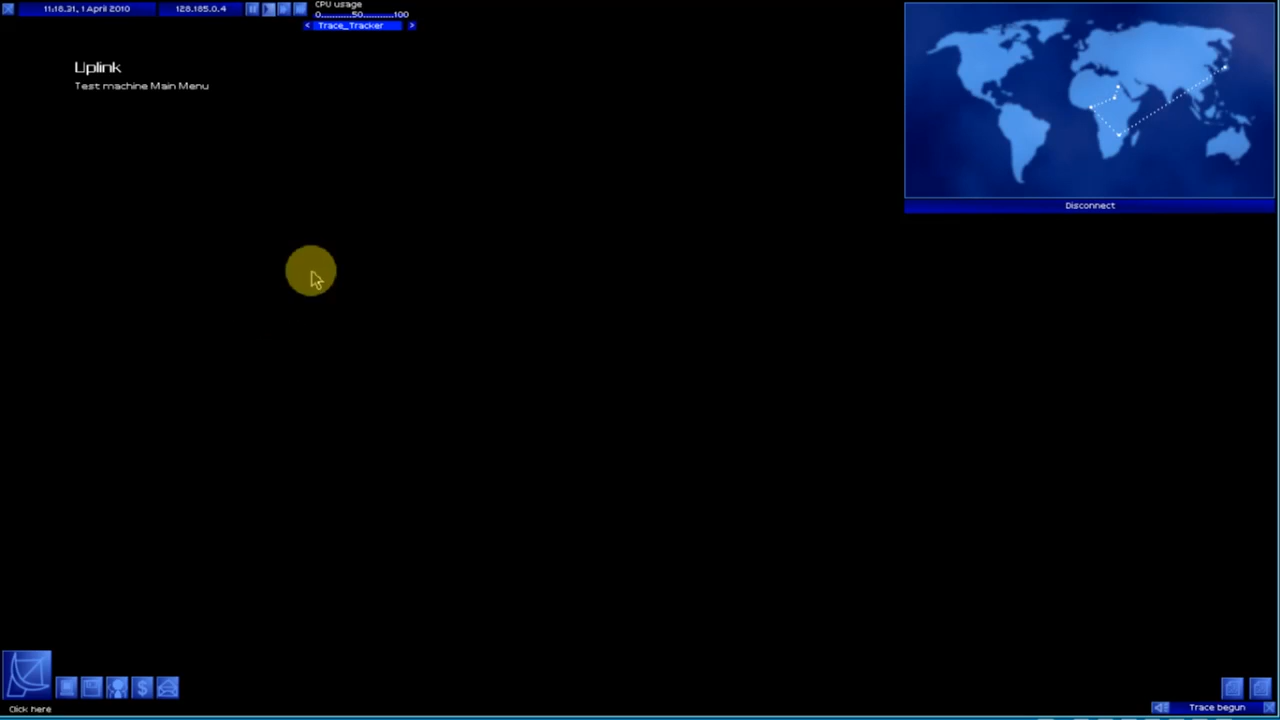 11:18.31, 1 April 2010
128.185.0.4
CPU usage
0...........50...........100
< Trace_Tracker >
Uplink
Test machine Main Menu
Disconnect
$
Click here
Trace begun